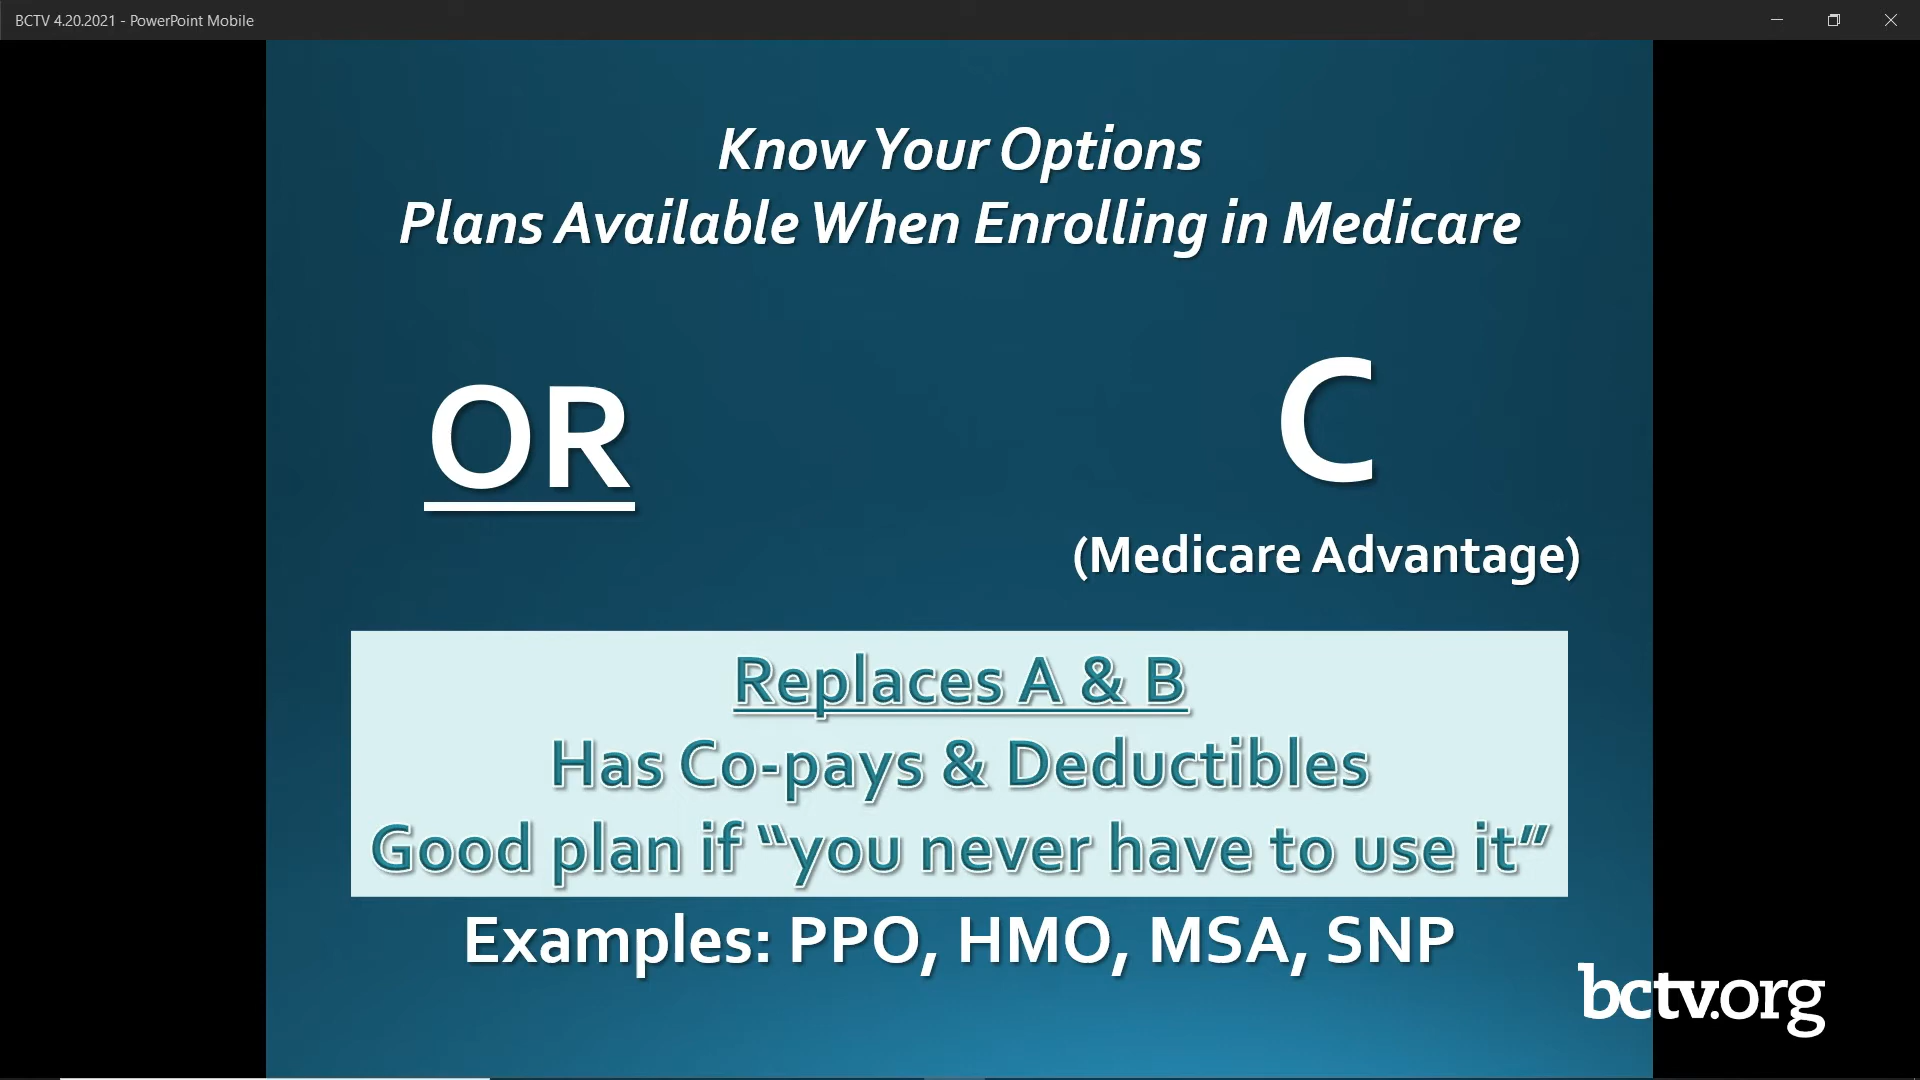 BCTV 4.20.2021 - PowerPoint Mobile
Know Your Options
Plans Available When Enrolling in Medicare
OR
C
(Medicare Advantage)
Replaces A & B
Has Co-pays & Deductibles
Good plan if “you never have to use it”
Examples: PPO, HMO, MSA, SNP
bctv.org